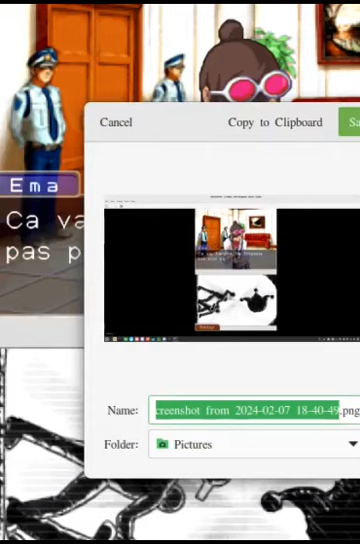 Cancel
Copy to Clipboard
Sa
Ema
Ca va
pas p
Name:
creenshot from 2024-02-07 18-40-49.png
Folder:
Pictures